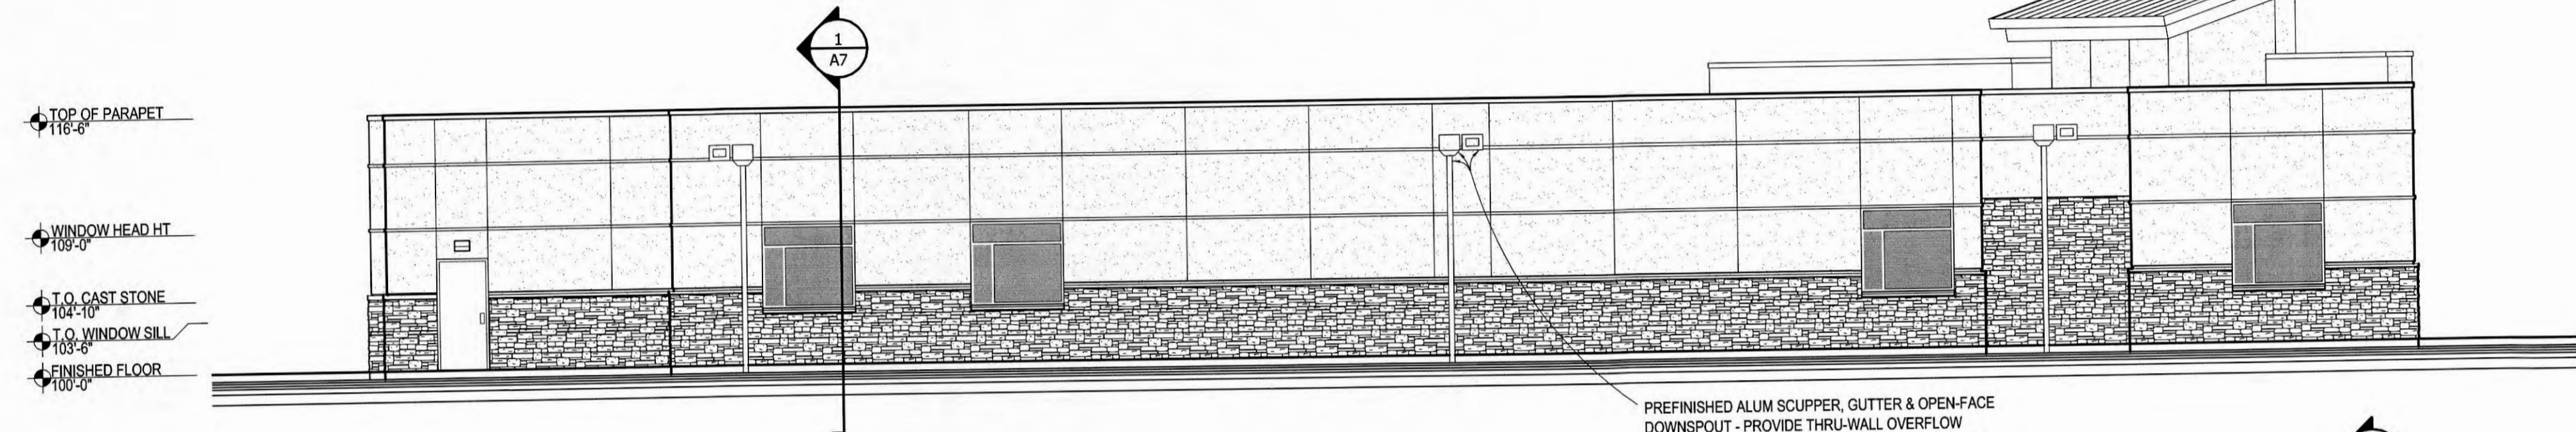 1
A7
TOP OF PARAPET
116'-6"
WINDOW HEAD HT
109'-0"
T.O. CAST STONE
104'-10"
T.O. WINDOW SILL
103'-6"
FINISHED FLOOR
100'-0"
PREFINISHED ALUM SCUPPER, GUTTER & OPEN-FACE
DOWNSPOUT - PROVIDE THRU-WALL OVERFLOW